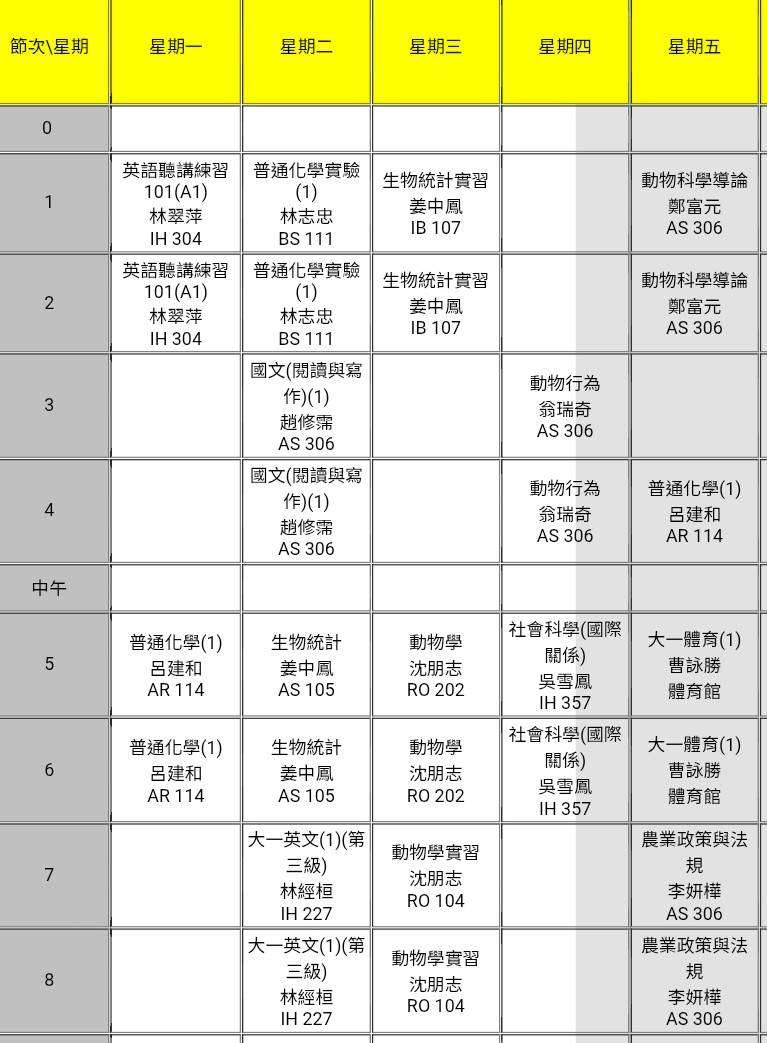 節次\星期 星期一 星期二 星期三 星期四 星期五
0
1
英語聽講練習
101(A1)
林翠萍
IH 304
普通化學實驗
(1)
林志忠
BS 111
生物統計實習
姜中鳳
IB 107
動物科學導論
鄭富元
AS 306
2
英語聽講練習
101(A1)
林翠萍
IH 304
普通化學實驗
(1)
林志忠
BS 111
生物統計實習
姜中鳳
IB 107
動物科學導論
鄭富元
AS 306
3
國文(閱讀與寫
作)(1)
趙修霈
AS 306
動物行為
翁瑞奇
AS 306
4
國文(閱讀與寫
作)(1)
趙修霈
AS 306
動物行為
翁瑞奇
AS 306
普通化學(1)
呂建和
AR 114
中午
5
普通化學(1)
呂建和
AR 114
生物統計
姜中鳳
AS 105
動物學
沈朋志
RO 202
社會科學(國際
關係)
吳雪鳳
IH 357
大一體育(1)
曹詠勝
體育館
6
普通化學(1)
呂建和
AR 114
生物統計
姜中鳳
AS 105
動物學
沈朋志
RO 202
社會科學(國際
關係)
吳雪鳳
IH 357
大一體育(1)
曹詠勝
體育館
7
大一英文(1)(第
三級)
林經桓
IH 227
動物學實習
沈朋志
RO 104
農業政策與法
規
李妍樺
AS 306
8
大一英文(1)(第
三級)
林經桓
IH 227
動物學實習
沈朋志
RO 104
農業政策與法
規
李妍樺
AS 306